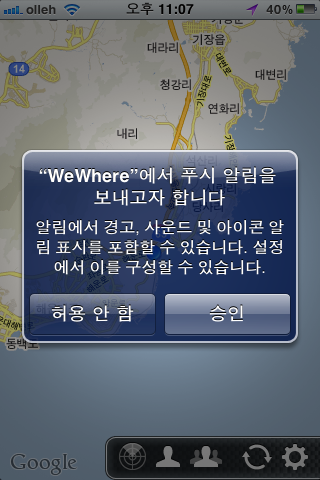 olleh 오후 11:07 40%
기장읍
대라리
14
기장대로
대변로
대변리
청강리
연화리
내리
“WeWhere”에서 푸시 알림을
보내고자 합니다
알림에서 경고, 사운드 및 아이콘 알
림 표시를 포함할 수 있습니다. 설정
에서 이를 구성할 수 있습니다.
허용 안 함 승인
동백로
Google